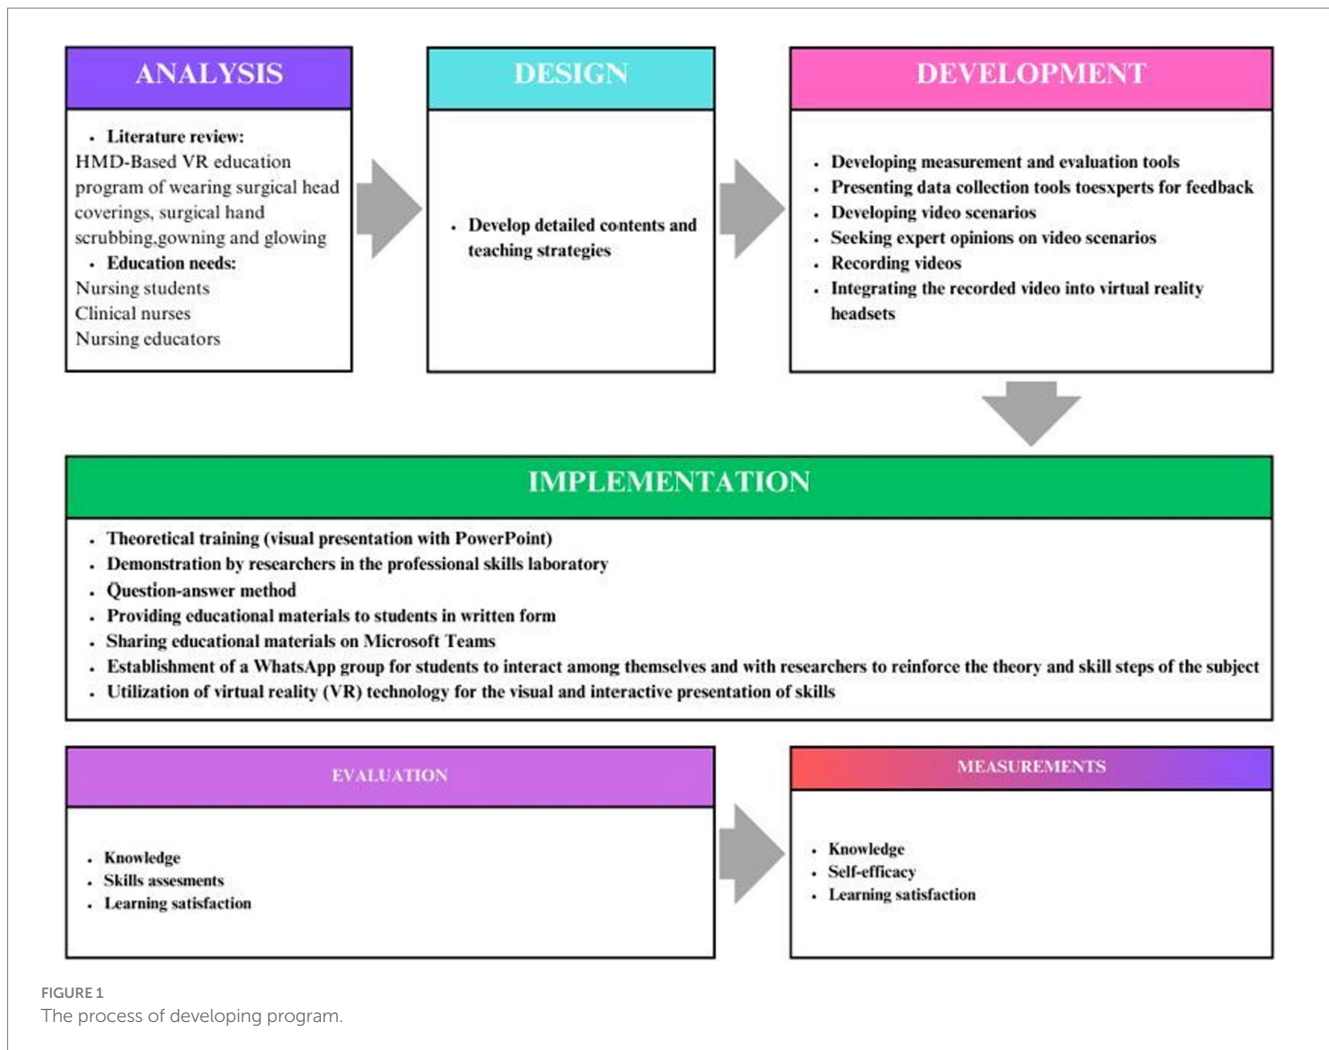 ANALYSIS
• Literature review:
HMD-Based VR education
program of wearing surgical head
coverings, surgical hand
scrubbing,gowning and glowing
• Education needs:
Nursing students
Clinical nurses
Nursing educators
DESIGN
• Develop detailed contents and
teaching strategies
DEVELOPMENT
• Developing measurement and evaluation tools
• Presenting data collection tools toesxperts for feedback
• Developing video scenarios
• Seeking expert opinions on video scenarios
• Recording videos
• Integrating the recorded video into virtual reality
headsets
IMPLEMENTATION
• Theoretical training (visual presentation with PowerPoint)
• Demonstration by researchers in the professional skills laboratory
• Question-answer method
• Providing educational materials to students in written form
• Sharing educational materials on Microsoft Teams
• Establishment of a WhatsApp group for students to interact among themselves and with researchers to reinforce the theory and skill steps of the subject
• Utilization of virtual reality (VR) technology for the visual and interactive presentation of skills
EVALUATION
• Knowledge
• Skills assesments
• Learning satisfaction
MEASUREMENTS
• Knowledge
• Self-efficacy
• Learning satisfaction
FIGURE 1
The process of developing program.